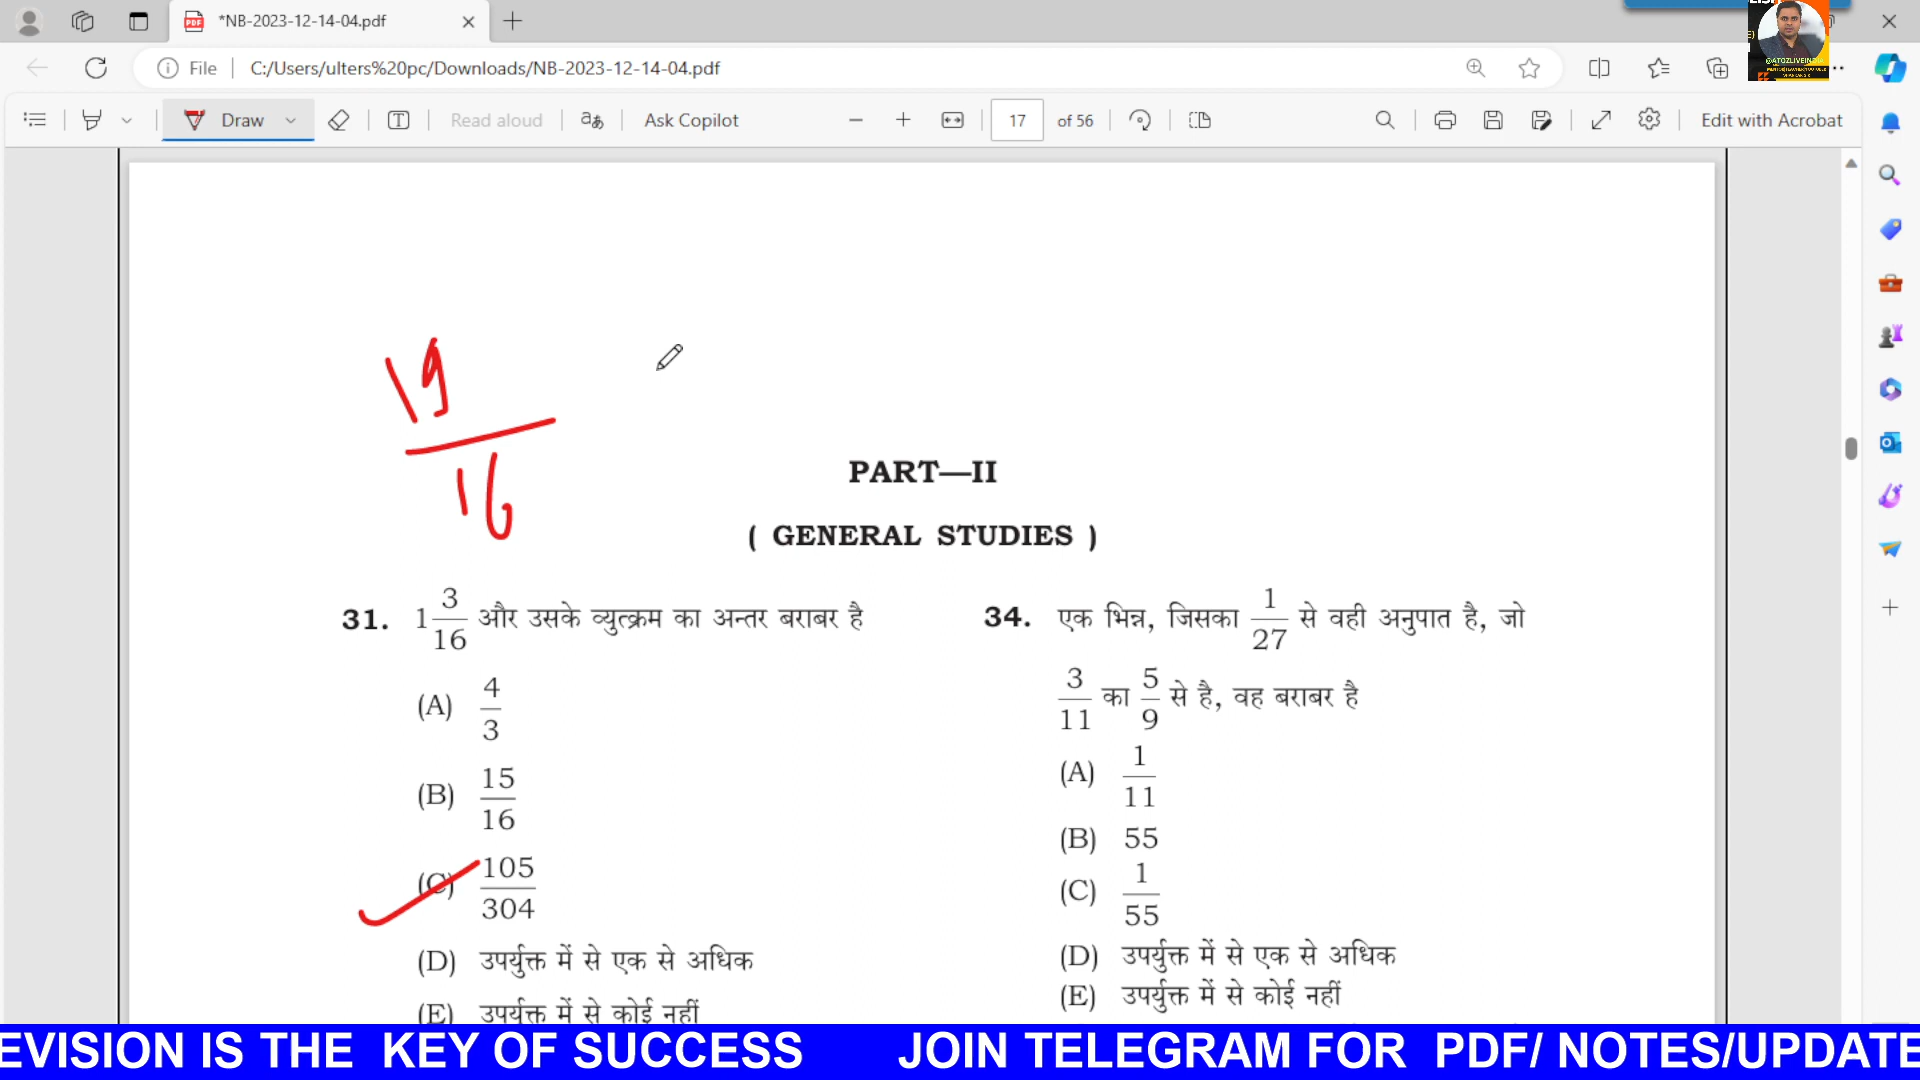 *NB-2023-12-14-04.pdf
File C:/Users/ulters%20pc/Downloads/NB-2023-12-14-04.pdf
Draw Read aloud Ask Copilot 17 of 56 Edit with Acrobat
@ATOZLIVEINDIA
19
16
PART—II
( GENERAL STUDIES )
31. 1 3/16 और उसके व्युत्क्रम का अन्तर बराबर है
(A) 4/3
(B) 15/16
(C) 105/304
(D) उपर्युक्त में से एक से अधिक
(E) उपर्युक्त में से कोई नहीं
34. एक भिन्न, जिसका 1/27 से वही अनुपात है, जो
3/11 का 5/9 से है, वह बराबर है
(A) 1/11
(B) 55
(C) 1/55
(D) उपर्युक्त में से एक से अधिक
(E) उपर्युक्त में से कोई नहीं
EVISION IS THE KEY OF SUCCESS JOIN TELEGRAM FOR PDF/ NOTES/UPDATE